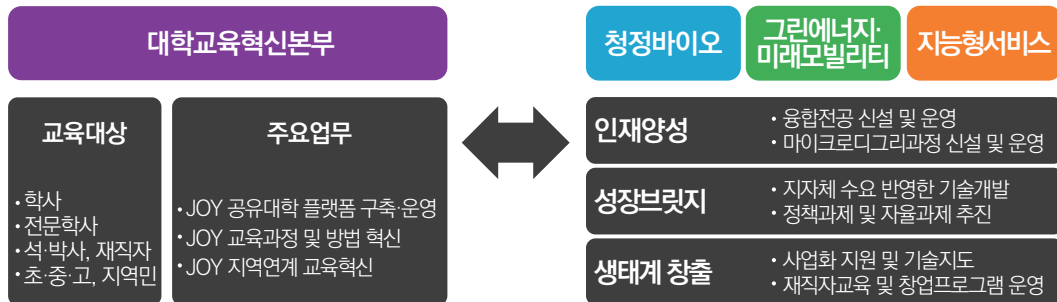 대학교육혁신본부
교육대상
• 학사
• 전문학사
• 석·박사, 재직자
• 초·중·고, 지역민
주요업무
• JOY 공유대학 플랫폼 구축·운영
• JOY 교육과정 및 방법 혁신
• JOY 지역연계 교육혁신
청정바이오
그린에너지·
미래모빌리티
지능형서비스
인재양성
• 융합전공 신설 및 운영
• 마이크로디그리과정 신설 및 운영
성장브릿지
• 지자체 수요 반영한 기술개발
• 정책과제 및 자율과제 추진
생태계 창출
• 사업화 지원 및 기술지도
• 재직자교육 및 창업프로그램 운영